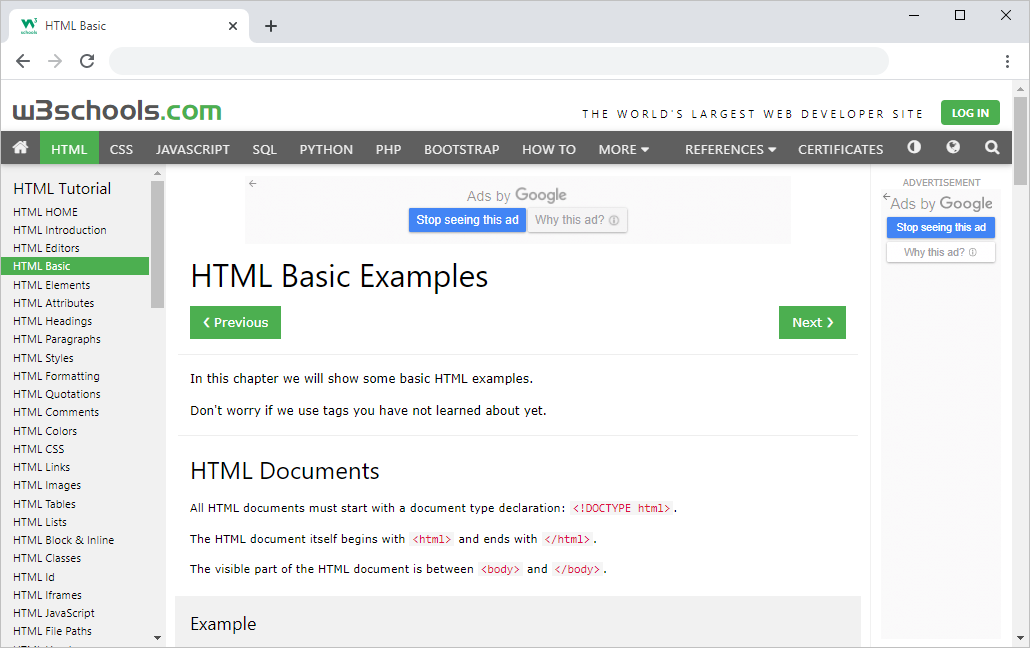 HTML Basic
w3schools.com
THE WORLD'S LARGEST WEB DEVELOPER SITE
LOG IN
HTML CSS JAVASCRIPT SQL PYTHON PHP BOOTSTRAP HOW TO MORE REFERENCES CERTIFICATES
HTML Tutorial
HTML HOME
HTML Introduction
HTML Editors
HTML Basic
HTML Elements
HTML Attributes
HTML Headings
HTML Paragraphs
HTML Styles
HTML Formatting
HTML Quotations
HTML Comments
HTML Colors
HTML CSS
HTML Links
HTML Images
HTML Tables
HTML Lists
HTML Block & Inline
HTML Classes
HTML Id
HTML Iframes
HTML JavaScript
HTML File Paths
Ads by Google
Stop seeing this ad Why this ad?
HTML Basic Examples
❮ Previous
Next ❯
In this chapter we will show some basic HTML examples.
Don't worry if we use tags you have not learned about yet.
HTML Documents
All HTML documents must start with a document type declaration: <!DOCTYPE html>.
The HTML document itself begins with <html> and ends with </html>.
The visible part of the HTML document is between <body> and </body>.
Example
ADVERTISEMENT
Ads by Google
Stop seeing this ad
Why this ad?